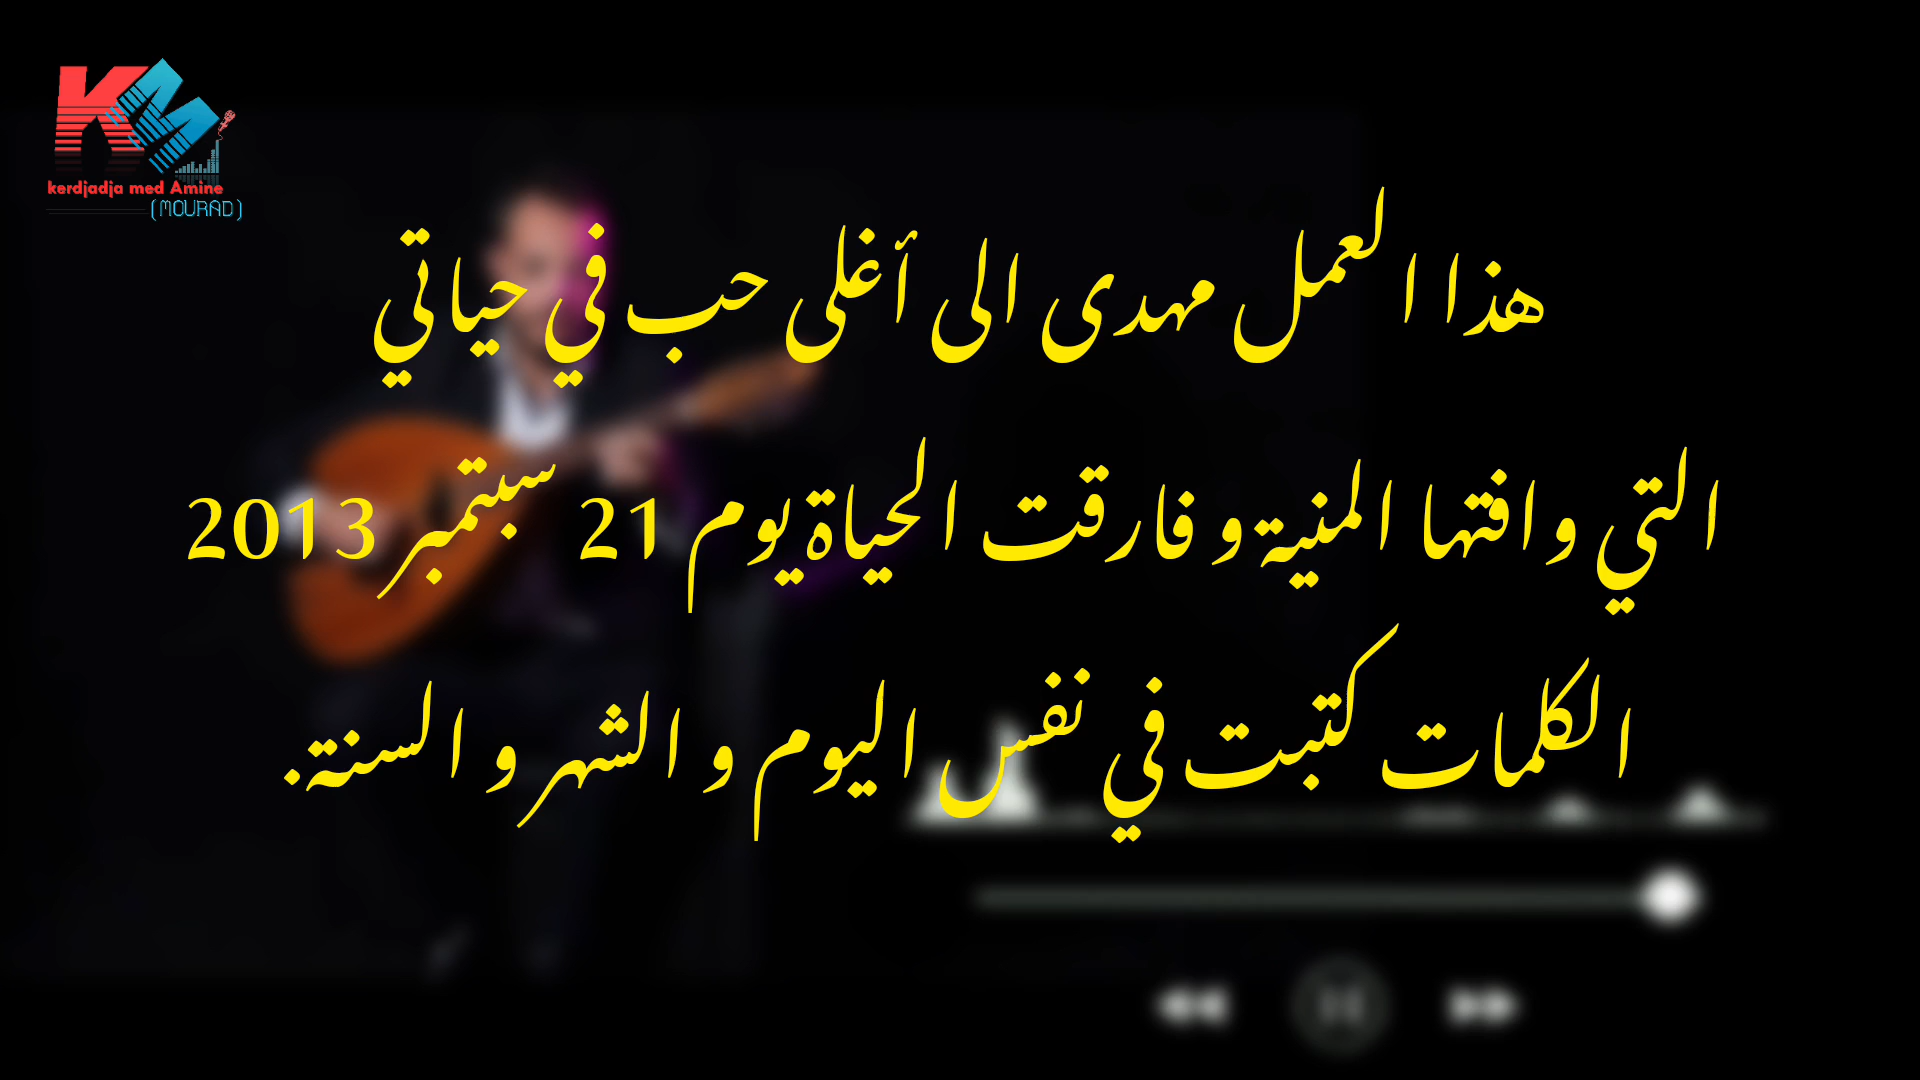 KM
kerdjadja med Amine
(MOURAD)
هذا العمل مهدى الى أغلى حب في حياتي
التي وافتها المنية و فارقت الحياة يوم 21 سبتمبر 2013
الكلمات كتبت في نفس اليوم و الشهر و السنة.